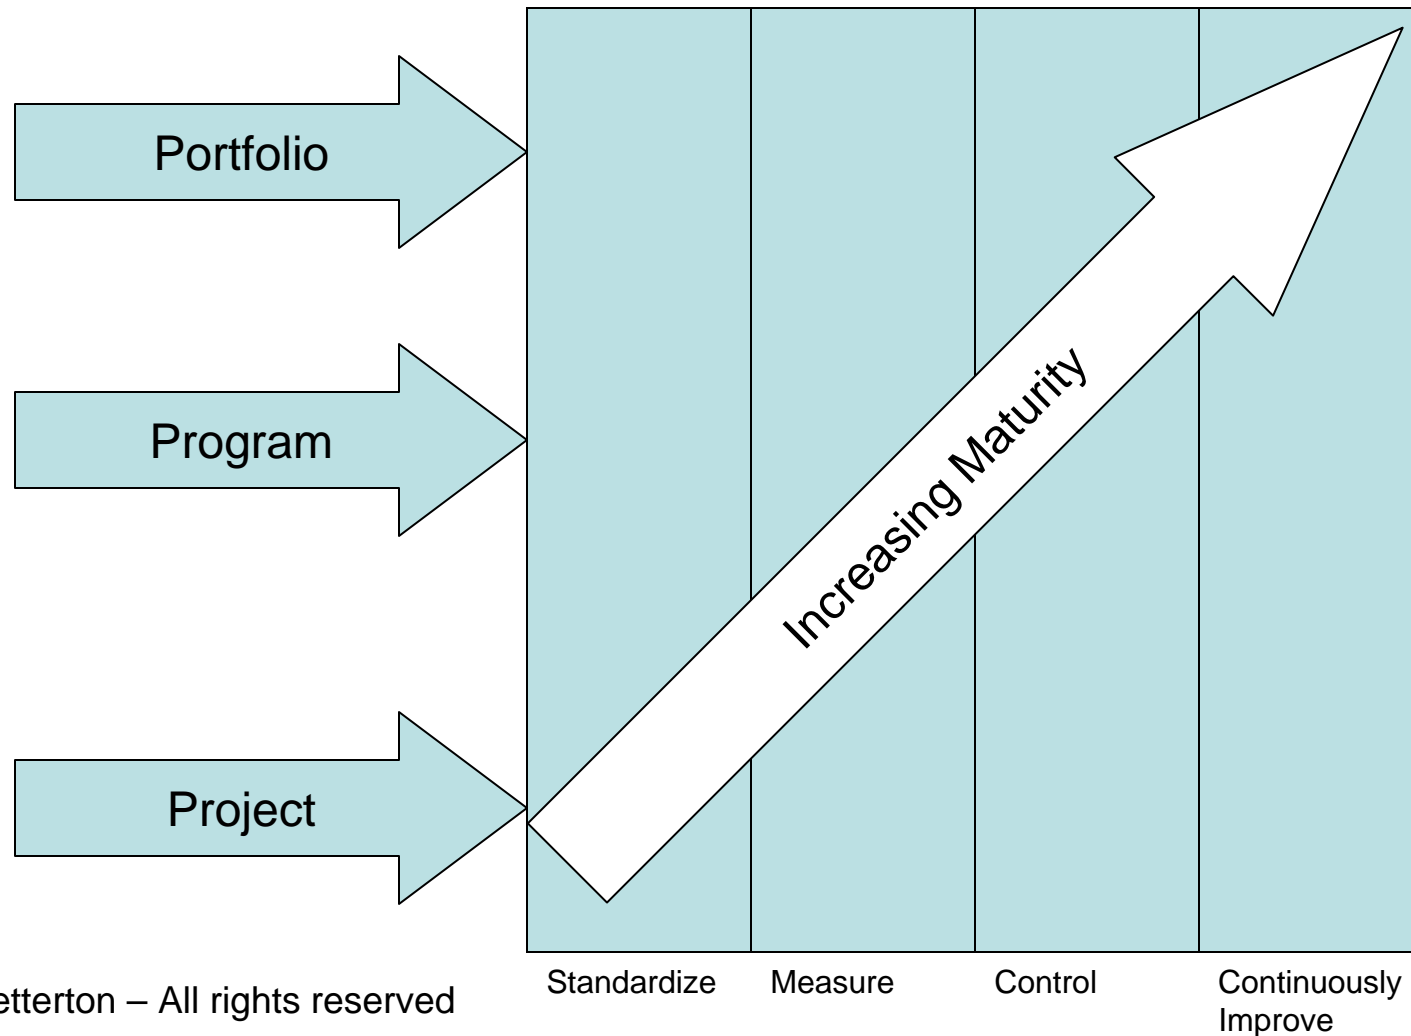 Portfolio
Program
Increasing Maturity
Project
Standardize
Measure
Control
Continuously
Improve
etterton – All rights reserved